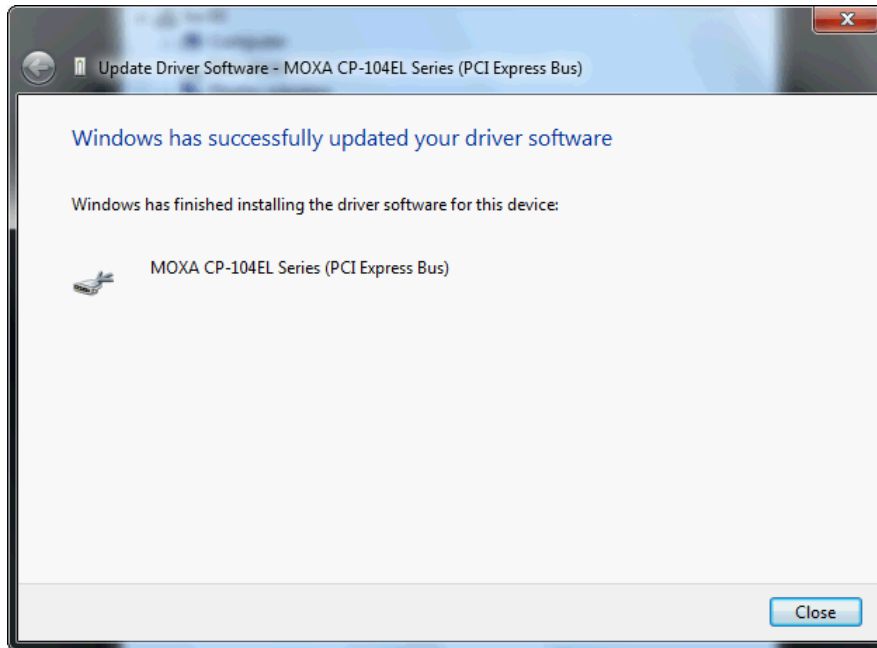 Computer
Update Driver Software - MOXA CP-104EL Series (PCI Express Bus)
Windows has successfully updated your driver software
Windows has finished installing the driver software for this device:
MOXA CP-104EL Series (PCI Express Bus)
Close